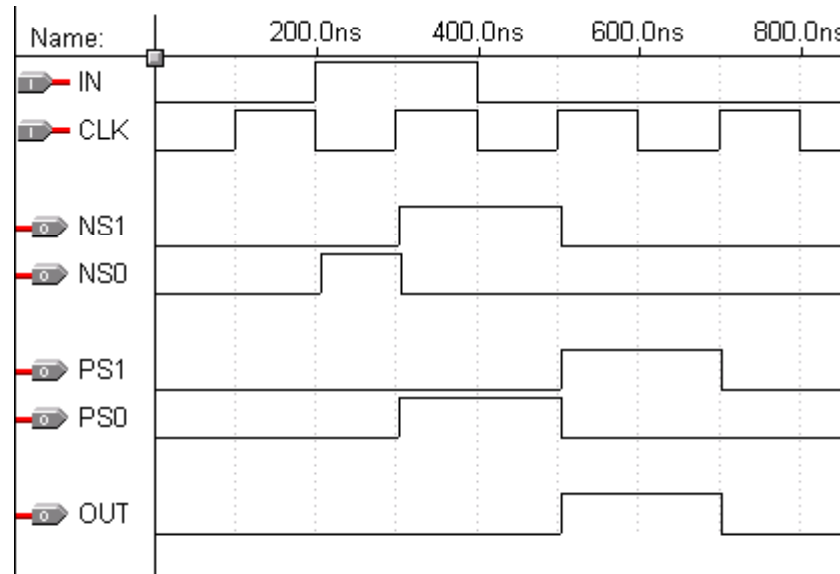 Name: 200.0ns 400.0ns 600.0ns 800.0ns
I IN
I CLK
O NS1
O NS0
O PS1
O PS0
O OUT